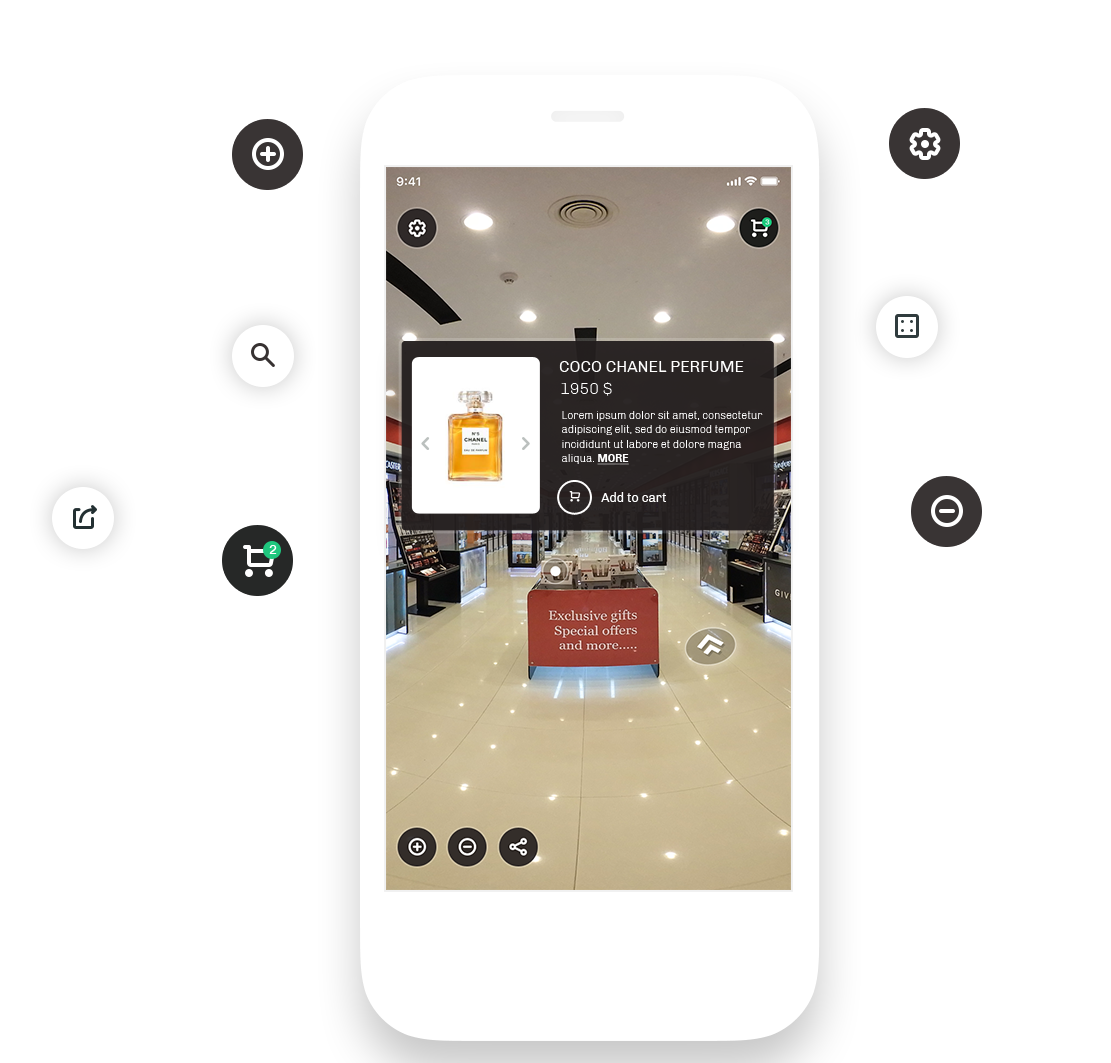 9:41
3
COCO CHANEL PERFUME
1950 $
Lorem ipsum dolor sit amet, consectetur
adipiscing elit, sed do eiusmod tempor
incididunt ut labore et dolore magna
aliqua. MORE
N°5
CHANEL
PARIS
EAU DE PARFUM
Add to cart
2
Exclusive gifts
Special offers
and more.....
GIV